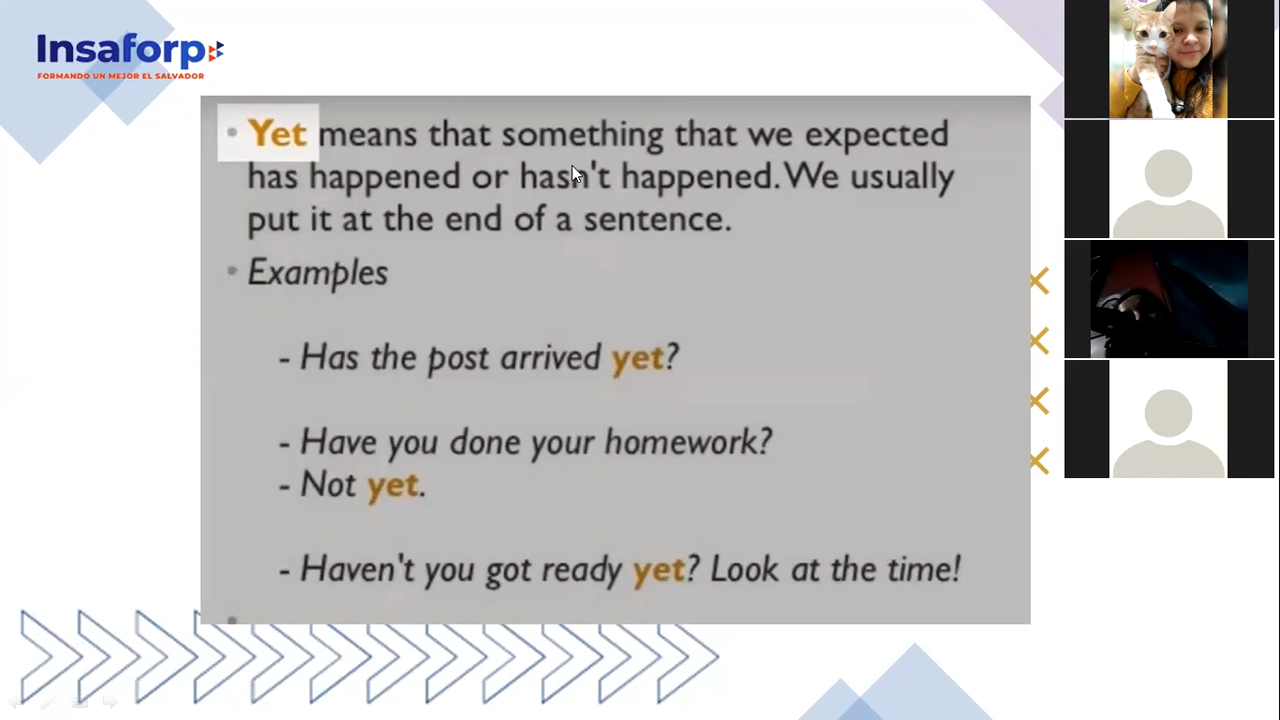 Insaforp
FORMANDO UN MEJOR EL SALVADOR
• Yet means that something that we expected
has happened or hasn't happened. We usually
put it at the end of a sentence.
• Examples
- Has the post arrived yet?
- Have you done your homework?
- Not yet.
- Haven't you got ready yet? Look at the time!